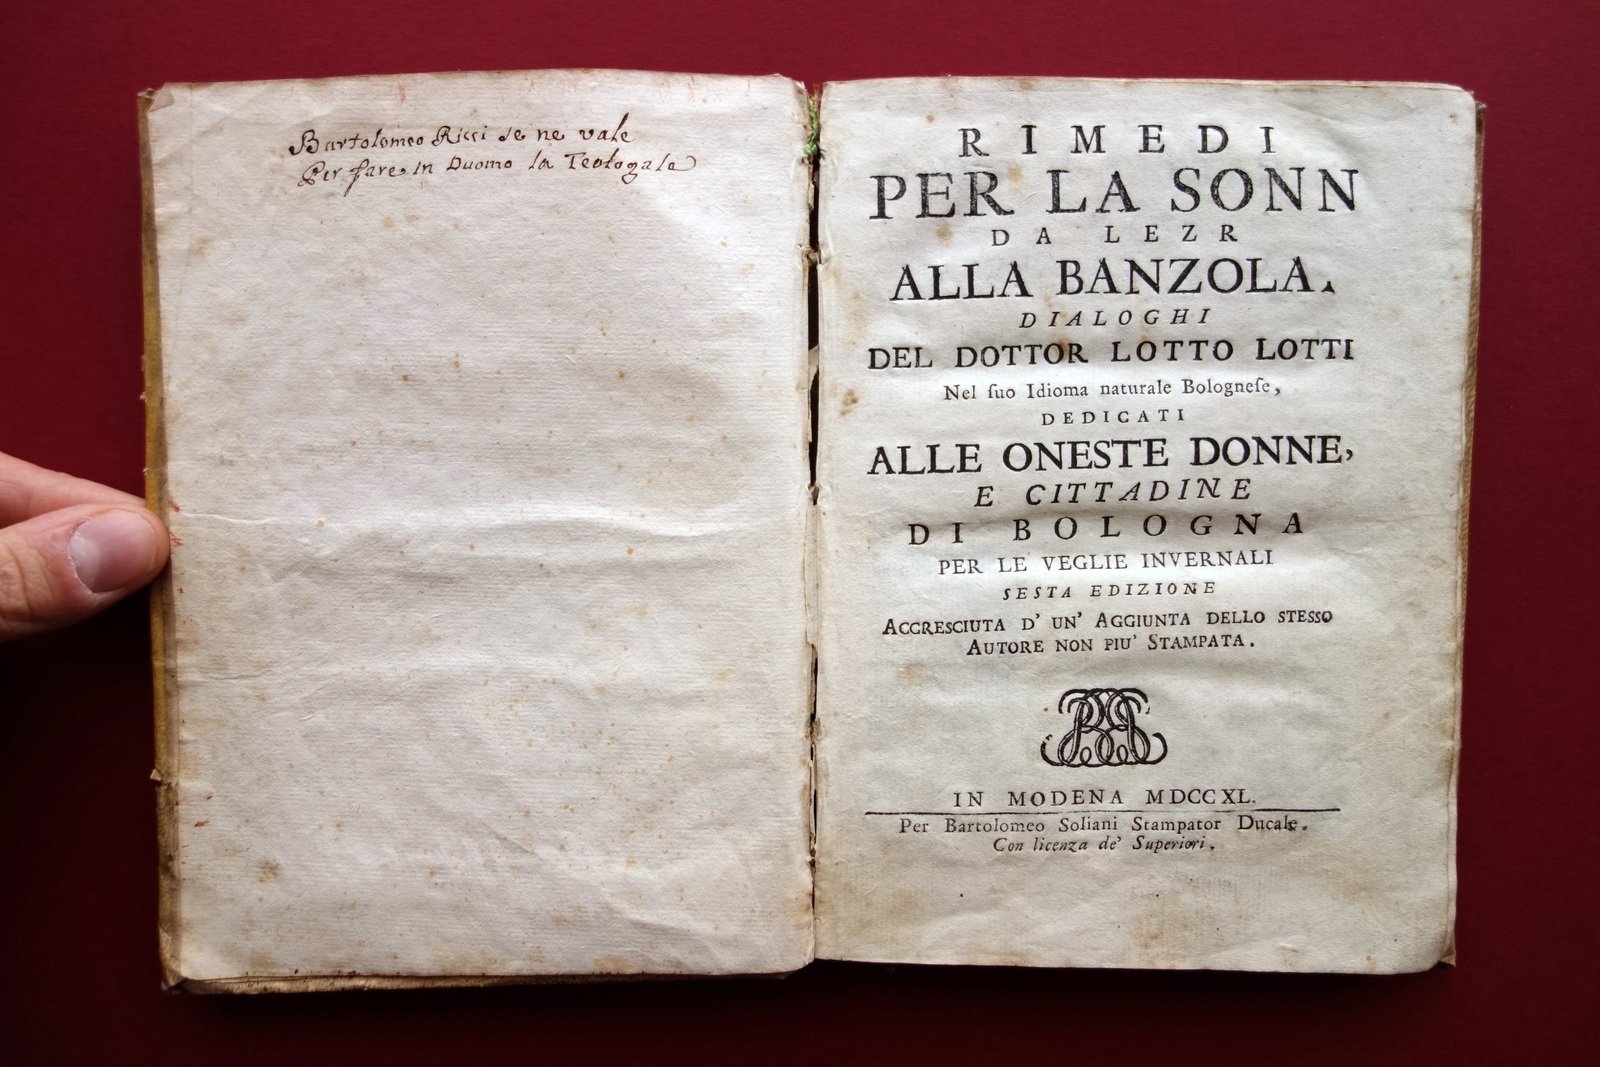 Bartolomeo Ricci se ne vale
Per fare in Duomo la Teologale
RIMEDI
PER LA SONN
DA LEZR
ALLA BANZOLA.
DIALOGHI
DEL DOTTOR LOTTO LOTTI
Nel ſuo Idioma naturale Bologneſe,
DEDICATI
ALLE ONESTE DONNE,
E CITTADINE
DI BOLOGNA
PER LE VEGLIE INVERNALI
SESTA EDIZIONE
ACCRESCIUTA D' UN' AGGIUNTA DELLO STESSO
AUTORE NON PIU' STAMPATA.
IN MODENA MDCCXL.
Per Bartolomeo Soliani Stampator Ducale.
Con licenza de' Superiori.